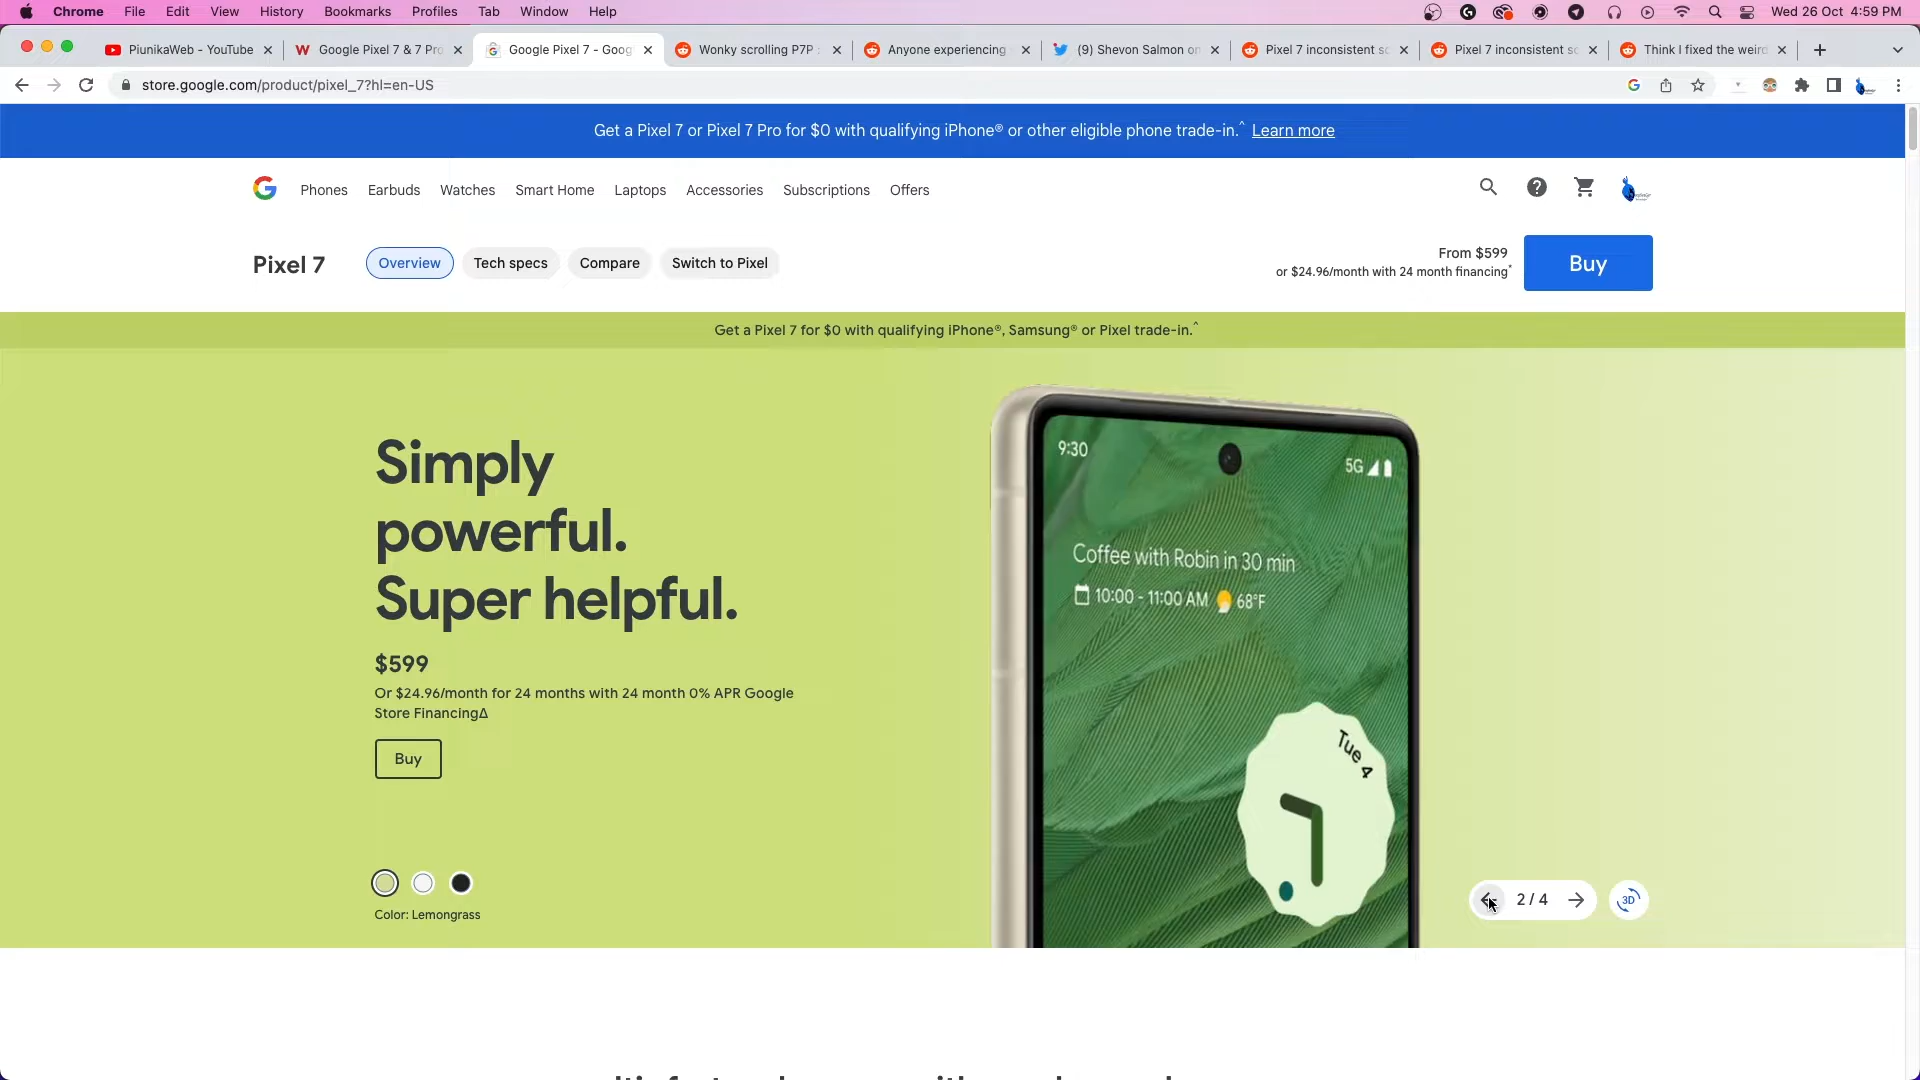 Chrome File Edit View History Bookmarks Profiles Tab Window Help Wed 26 Oct 4:59 PM
PiunikaWeb - YouTube Google Pixel 7 & 7 Pro Google Pixel 7 - Goog Wonky scrolling P7P Anyone experiencing (9) Shevon Salmon on Pixel 7 inconsistent sc Pixel 7 inconsistent sc Think I fixed the weird
store.google.com/product/pixel_7?hl=en-US
Get a Pixel 7 or Pixel 7 Pro for $0 with qualifying iPhone® or other eligible phone trade-in.^ Learn more
Phones Earbuds Watches Smart Home Laptops Accessories Subscriptions Offers
Pixel 7 Overview Tech specs Compare Switch to Pixel
From $599
or $24.96/month with 24 month financing*
Buy
Get a Pixel 7 for $0 with qualifying iPhone®, Samsung® or Pixel trade-in.^
Simply
powerful.
Super helpful.
$599
Or $24.96/month for 24 months with 24 month 0% APR Google
Store FinancingΔ
Buy
Color: Lemongrass
9:30 5G
Coffee with Robin in 30 min
10:00 - 11:00 AM 68°F
Tue 4
2 / 4
3D